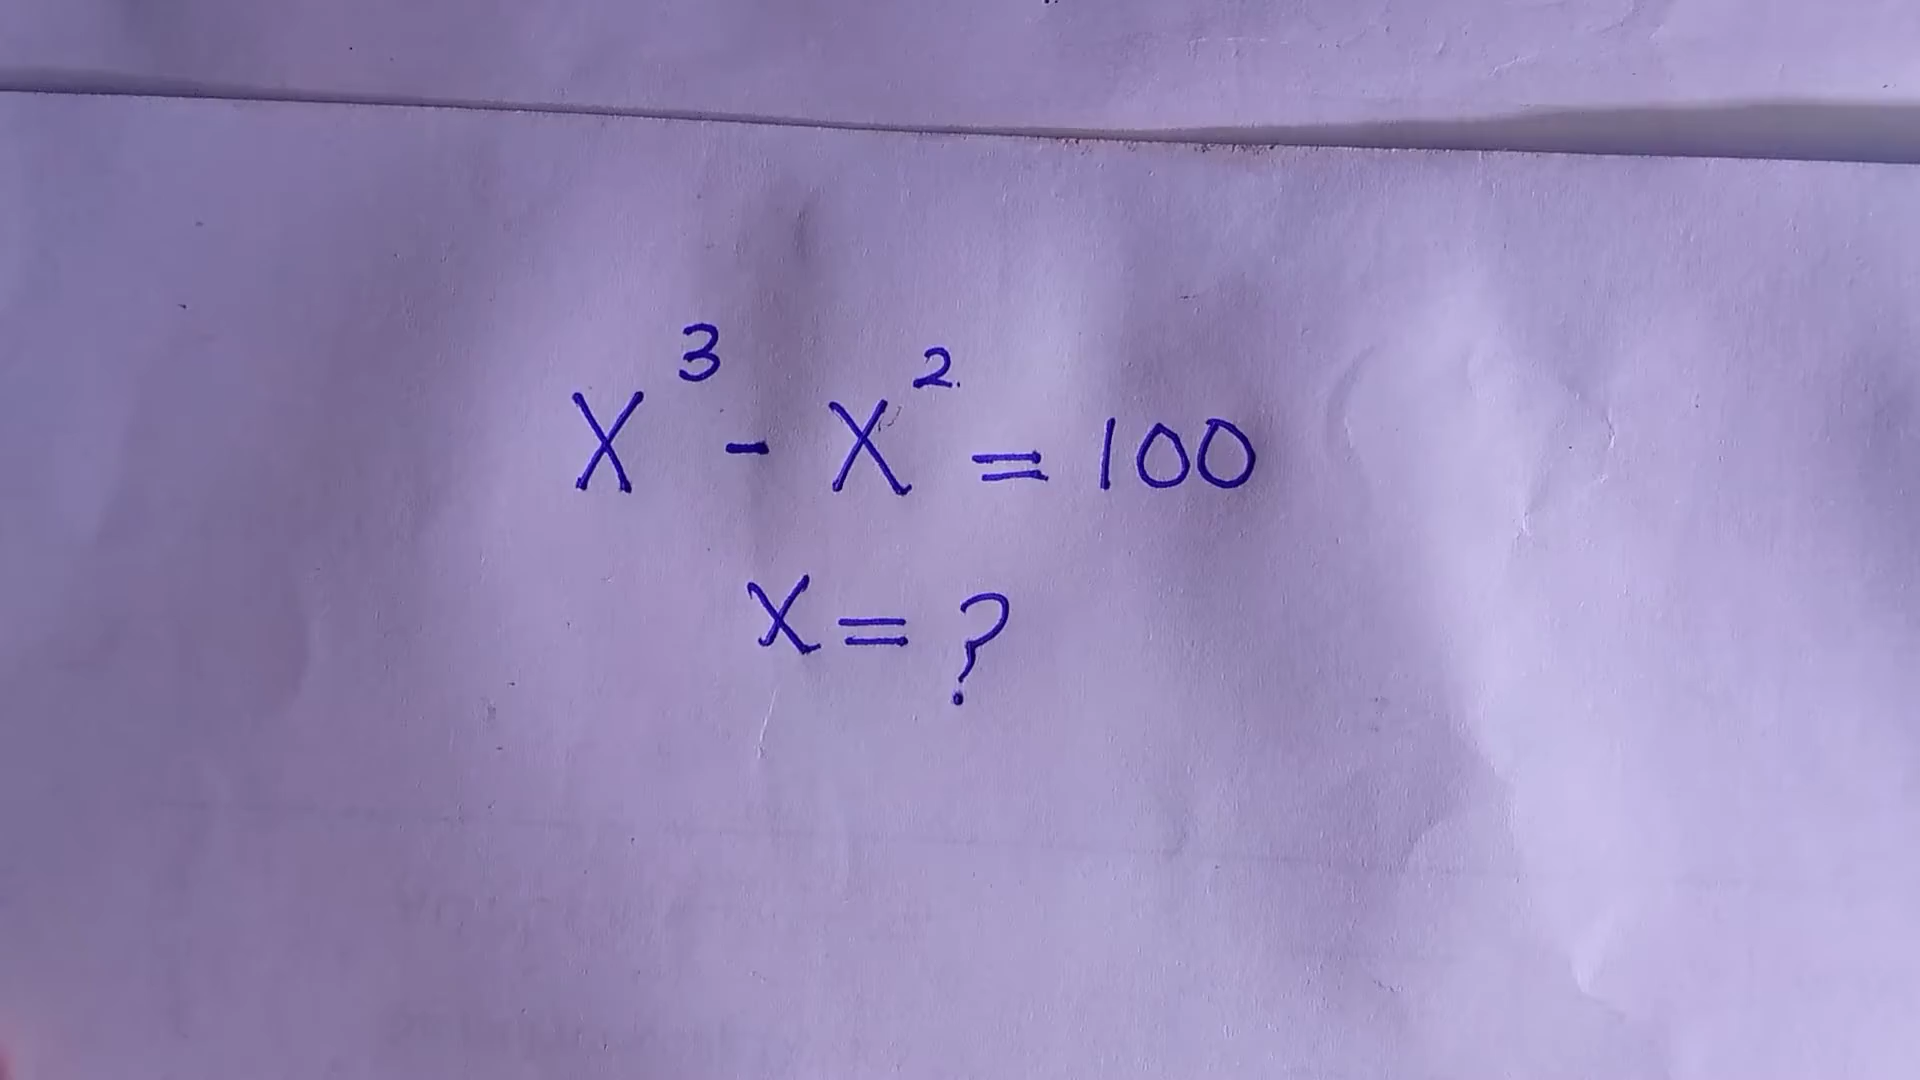 X³ - X² = 100
X = ?